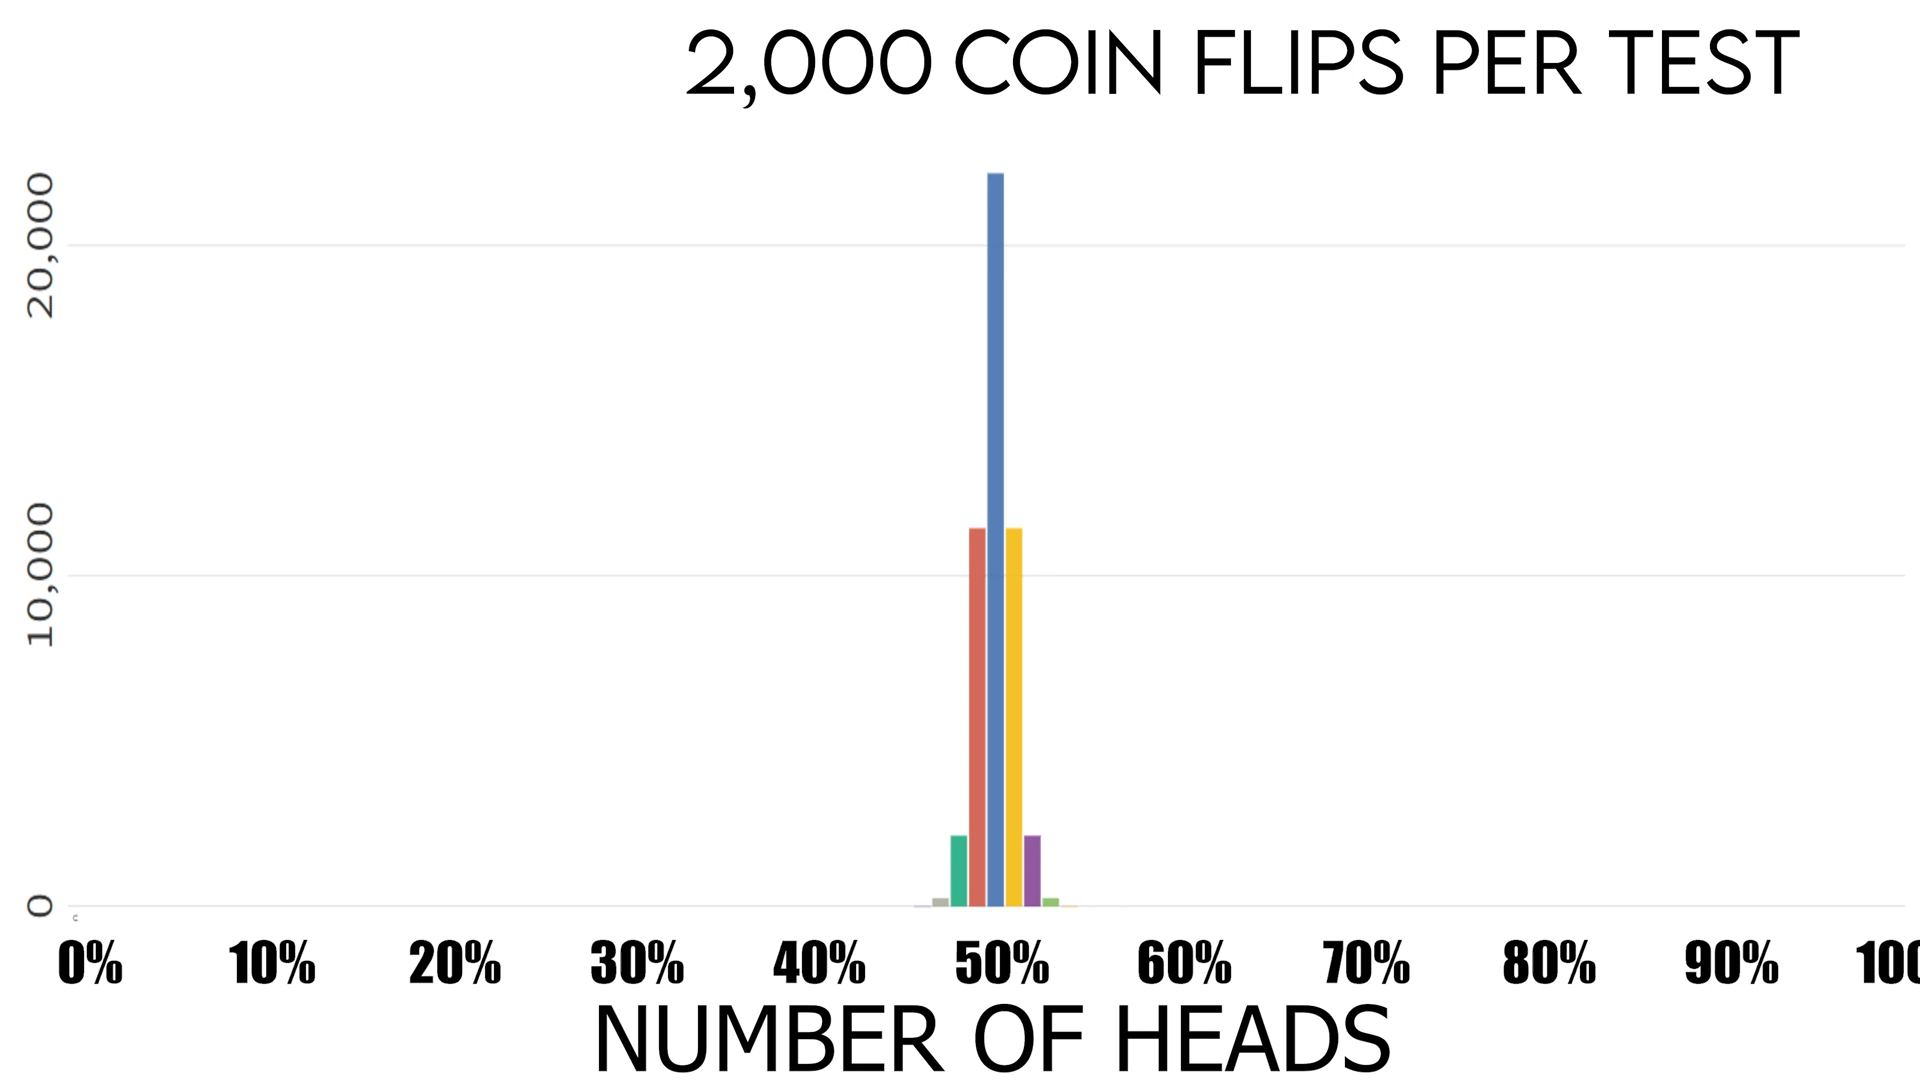 2,000 COIN FLIPS PER TEST
20,000
10,000
0
0% 10% 20% 30% 40% 50% 60% 70% 80% 90% 100
NUMBER OF HEADS